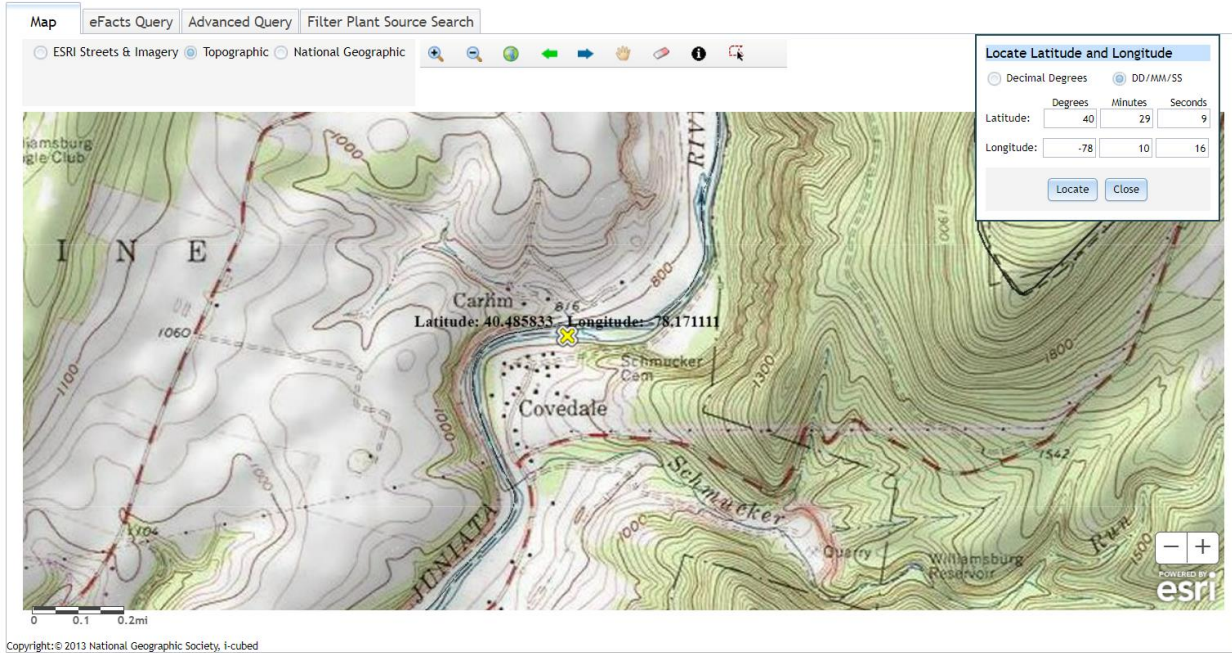 Map eFacts Query Advanced Query Filter Plant Source Search
ESRI Streets & Imagery Topographic National Geographic
Locate Latitude and Longitude
Decimal Degrees DD/MM/SS
Degrees Minutes Seconds
Latitude: 40 29 9
Longitude: -78 10 16
Locate Close
iamsburg
gle Club
1000
RIV
1900
I N E
800
Carlim 816
Latitude: 40.485833 Longitude: -78.171111
1060
Schmucker
Cem
1800
1100
1300
Covedale
1000
1542
1000
Schmucker
1104
JUNIATA
1000
Quarry
Williamsburg
Reservoir
Run
1500
POWERED BY
esri
0 0.1 0.2mi
Copyright:© 2013 National Geographic Society, i-cubed